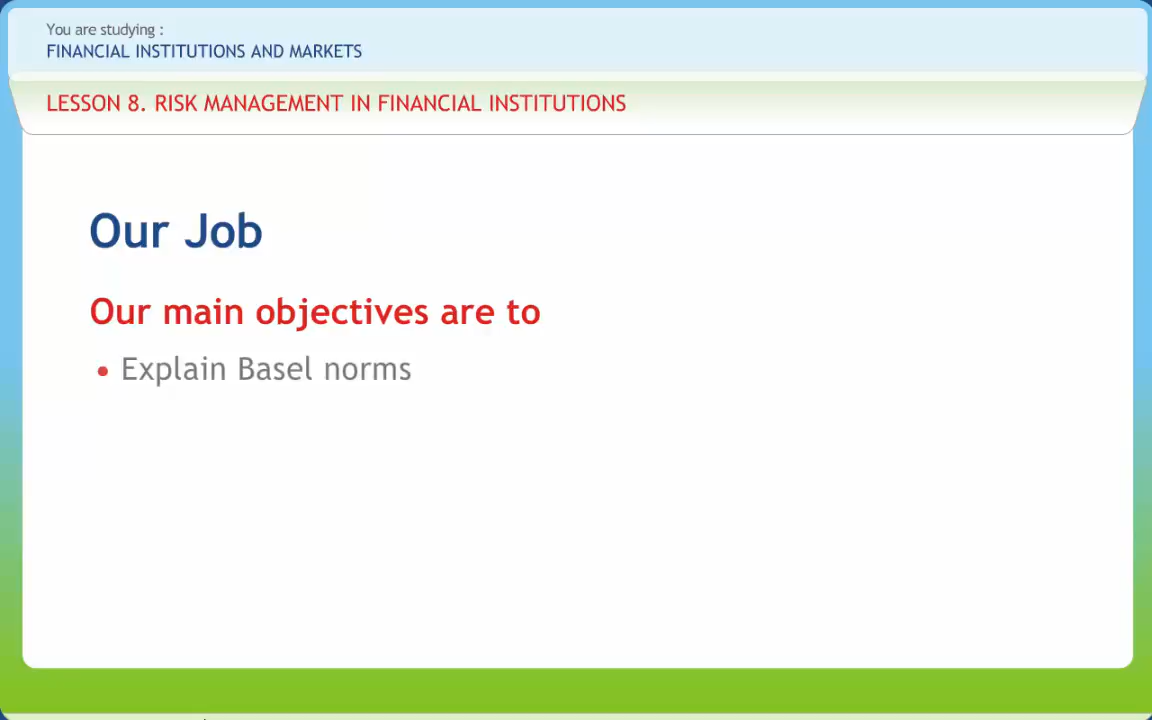 You are studying :
FINANCIAL INSTITUTIONS AND MARKETS
LESSON 8. RISK MANAGEMENT IN FINANCIAL INSTITUTIONS
Our Job
Our main objectives are to
• Explain Basel norms